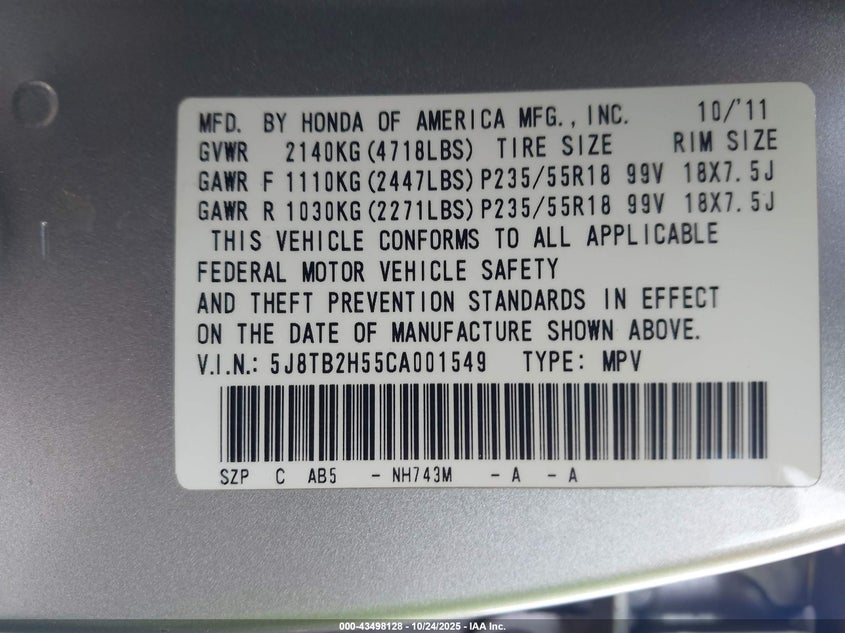 MFD. BY HONDA OF AMERICA MFG., INC. 10/'11
GVWR 2140KG(4718LBS) TIRE SIZE RIM SIZE
GAWR F 1110KG(2447LBS) P235/55R18 99V 18X7.5J
GAWR R 1030KG(2271LBS) P235/55R18 99V 18X7.5J
THIS VEHICLE CONFORMS TO ALL APPLICABLE
FEDERAL MOTOR VEHICLE SAFETY
AND THEFT PREVENTION STANDARDS IN EFFECT
ON THE DATE OF MANUFACTURE SHOWN ABOVE.
V.I.N.: 5J8TB2H55CA001549 TYPE: MPV
SZP C AB5 - NH743M - A - A
000-43498128 - 10/24/2025 - IAA Inc.